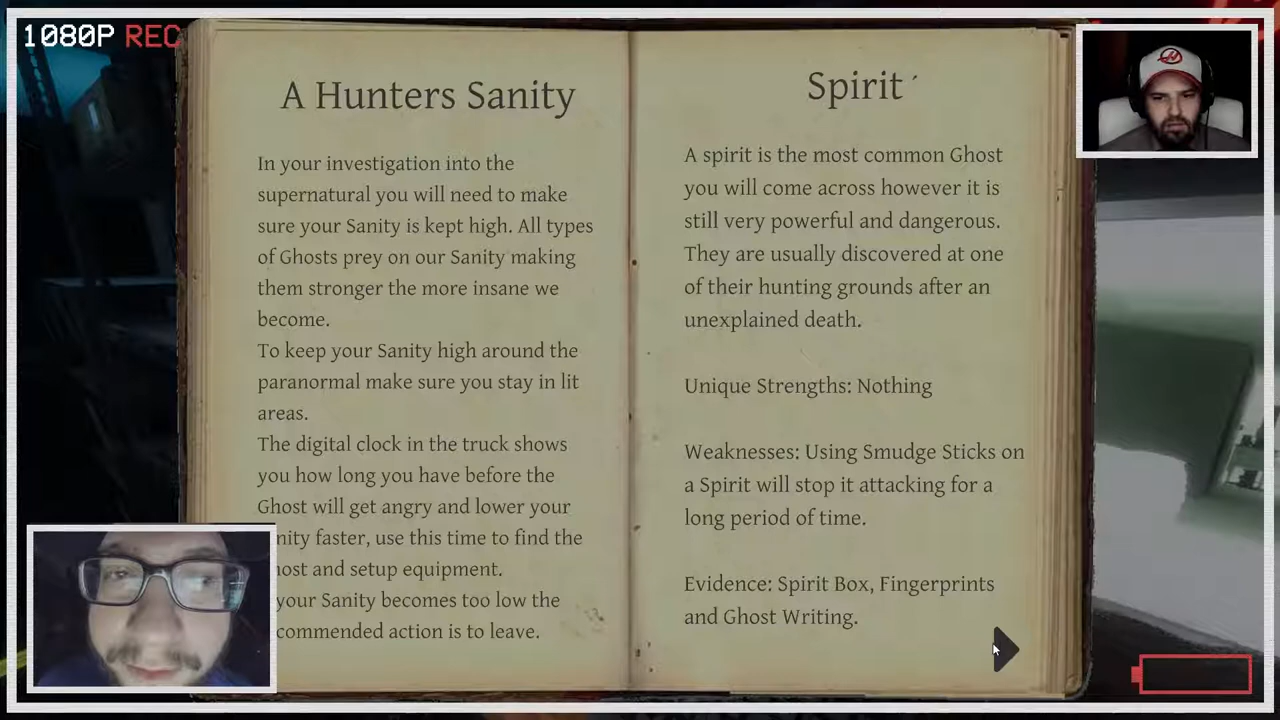 1080P REC
A Hunters Sanity
In your investigation into the
supernatural you will need to make
sure your Sanity is kept high. All types
of Ghosts prey on our Sanity making
them stronger the more insane we
become.
To keep your Sanity high around the
paranormal make sure you stay in lit
areas.
The digital clock in the truck shows
you how long you have before the
Ghost will get angry and lower your
nity faster, use this time to find the
host and setup equipment.
your Sanity becomes too low the
commended action is to leave.
Spirit
A spirit is the most common Ghost
you will come across however it is
still very powerful and dangerous.
They are usually discovered at one
of their hunting grounds after an
unexplained death.
Unique Strengths: Nothing
Weaknesses: Using Smudge Sticks on
a Spirit will stop it attacking for a
long period of time.
Evidence: Spirit Box, Fingerprints
and Ghost Writing.